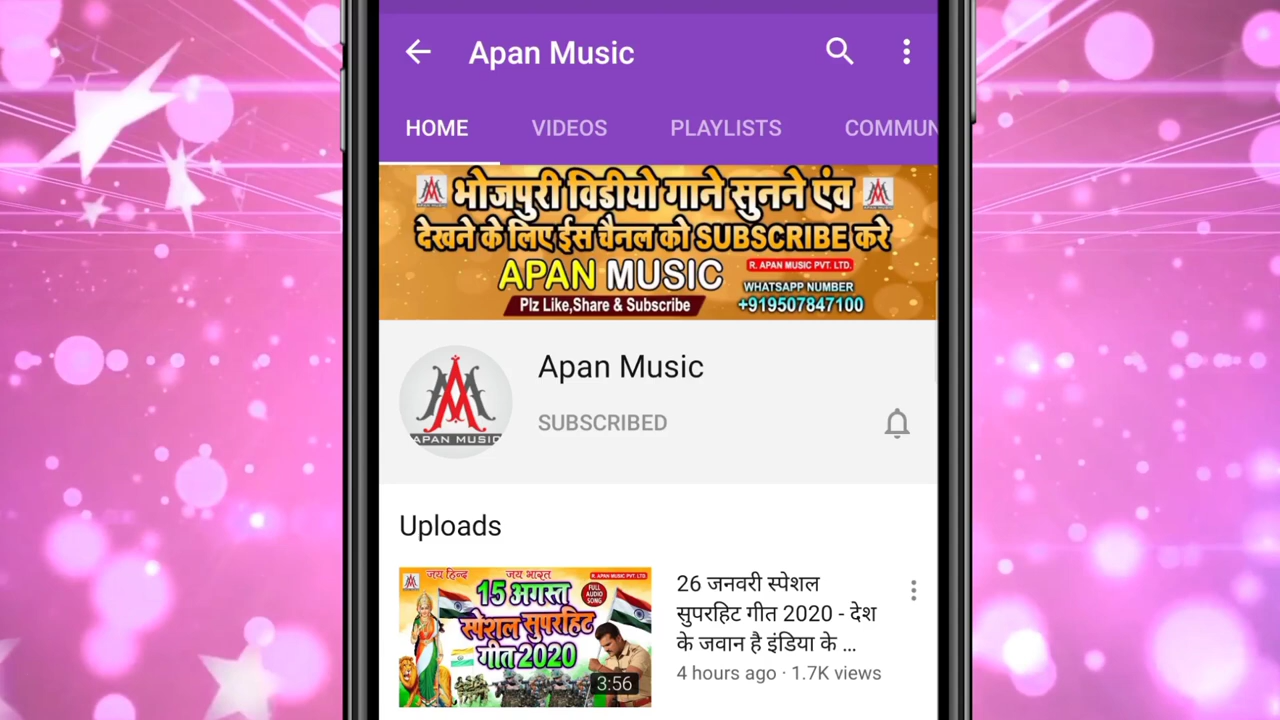 Apan Music
HOME VIDEOS PLAYLISTS COMMUN
भोजपुरी विडीयो गाने सुनने एंव
देखने के लिए ईस चैनल को SUBSCRIBE करे
APAN MUSIC
R. APAN MUSIC PVT. LTD.
WHATSAPP NUMBER
+919507847100
Plz Like,Share & Subscribe
Apan Music
SUBSCRIBED
APAN MUSIC
Uploads
जय हिन्द जय भारत
R. APAN MUSIC PVT. LTD
15 अगस्त
FULL
AUDIO
SONG
स्पेशल सुपरहिट
गीत 2020
3:56
26 जनवरी स्पेशल
सुपरहिट गीत 2020 - देश
के जवान है इंडिया के ...
4 hours ago · 1.7K views